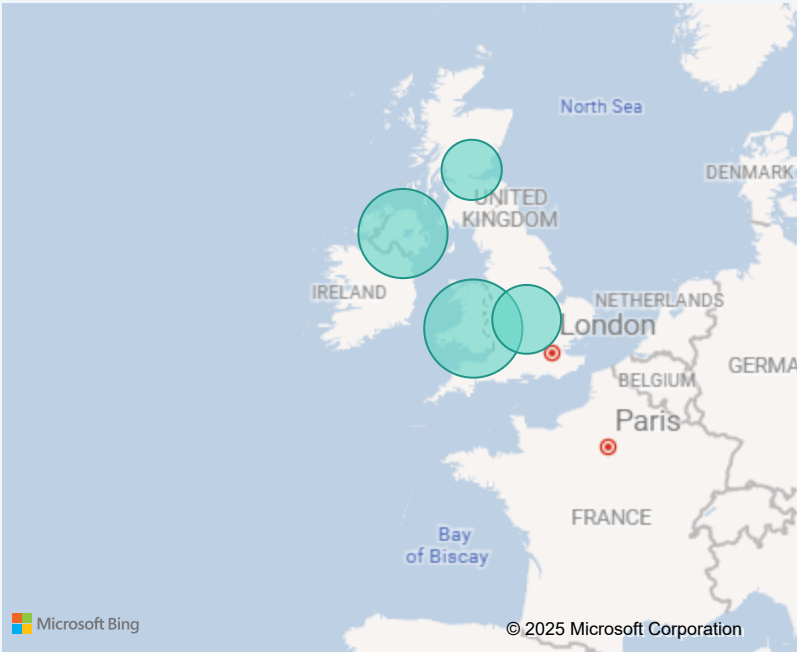 North Sea
DENMARK
UNITED
KINGDOM
IRELAND
NETHERLANDS
London
GERMA
BELGIUM
Paris
FRANCE
Bay
of Biscay
Microsoft Bing
© 2025 Microsoft Corporation